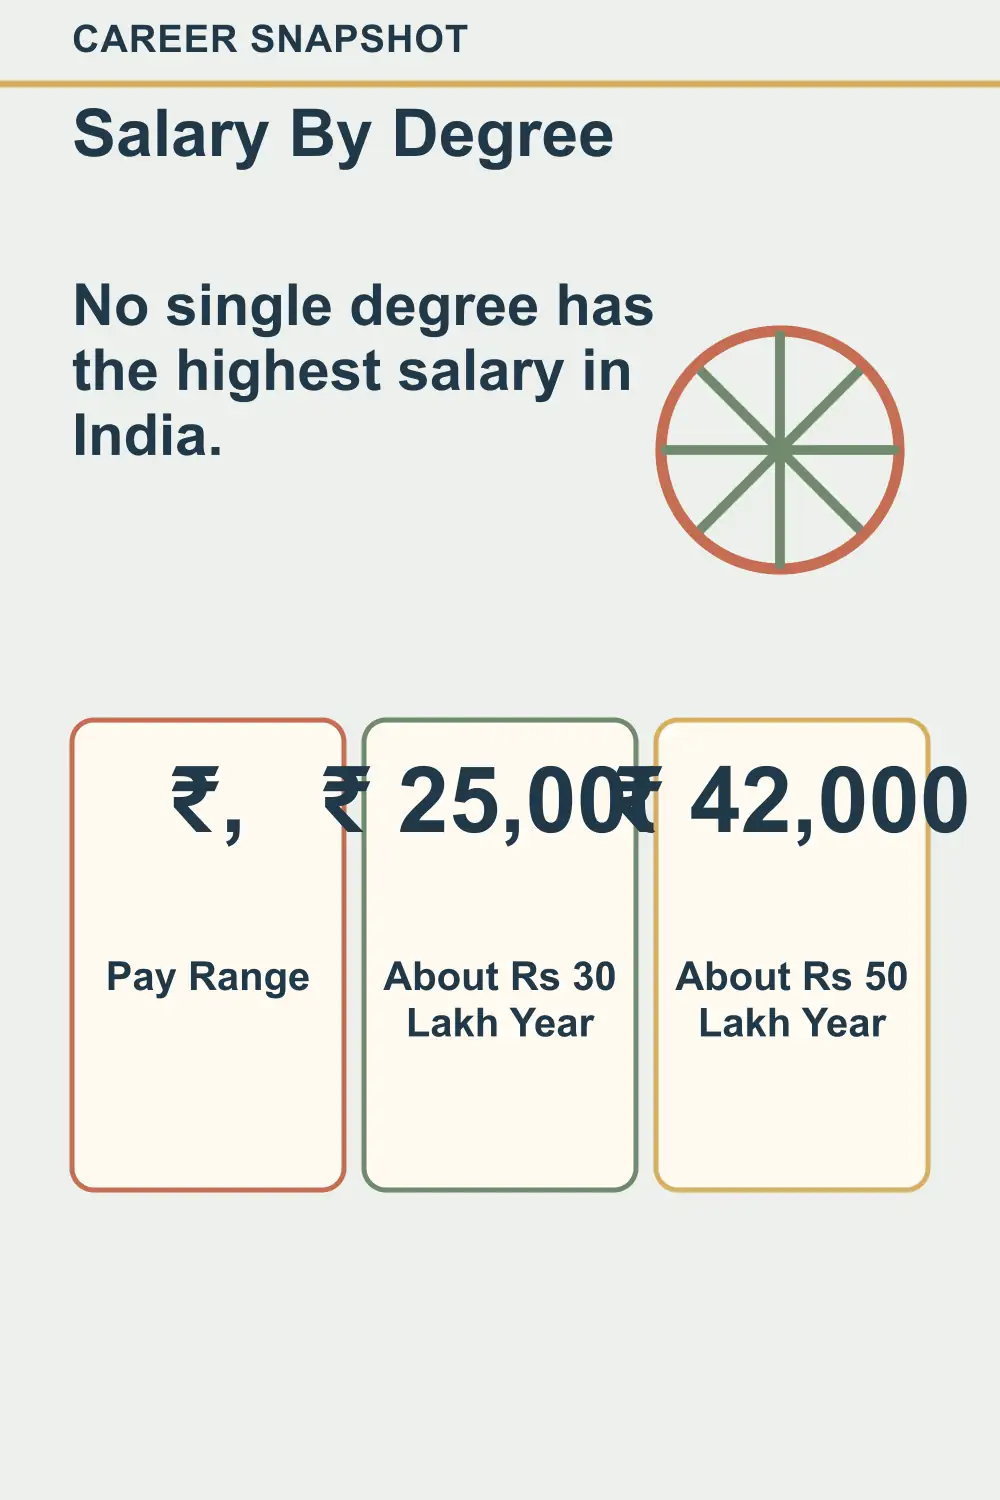 CAREER SNAPSHOT
Salary By Degree
No single degree has
the highest salary in
India.
₹,
₹ 25,000
₹ 42,000
Pay Range
About Rs 30
Lakh Year
About Rs 50
Lakh Year